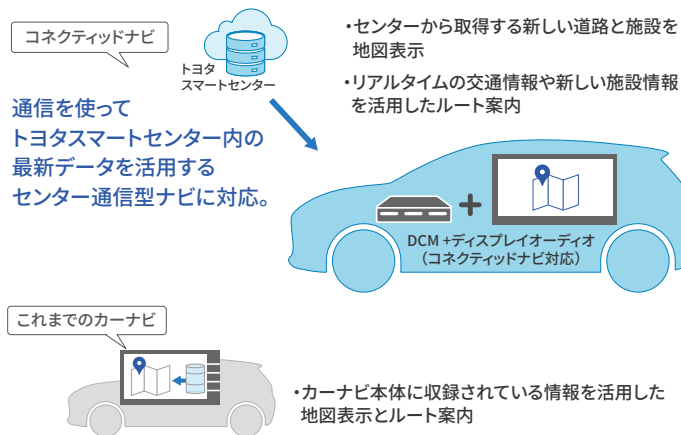 コネクティッドナビ
トヨタ
スマートセンター
・センターから取得する新しい道路と施設を
地図表示
・リアルタイムの交通情報や新しい施設情報
を活用したルート案内
通信を使って
トヨタスマートセンター内の
最新データを活用する
センター通信型ナビに対応。
DCM +ディスプレイオーディオ
（コネクティッドナビ対応）
これまでのカーナビ
・カーナビ本体に収録されている情報を活用した
地図表示とルート案内